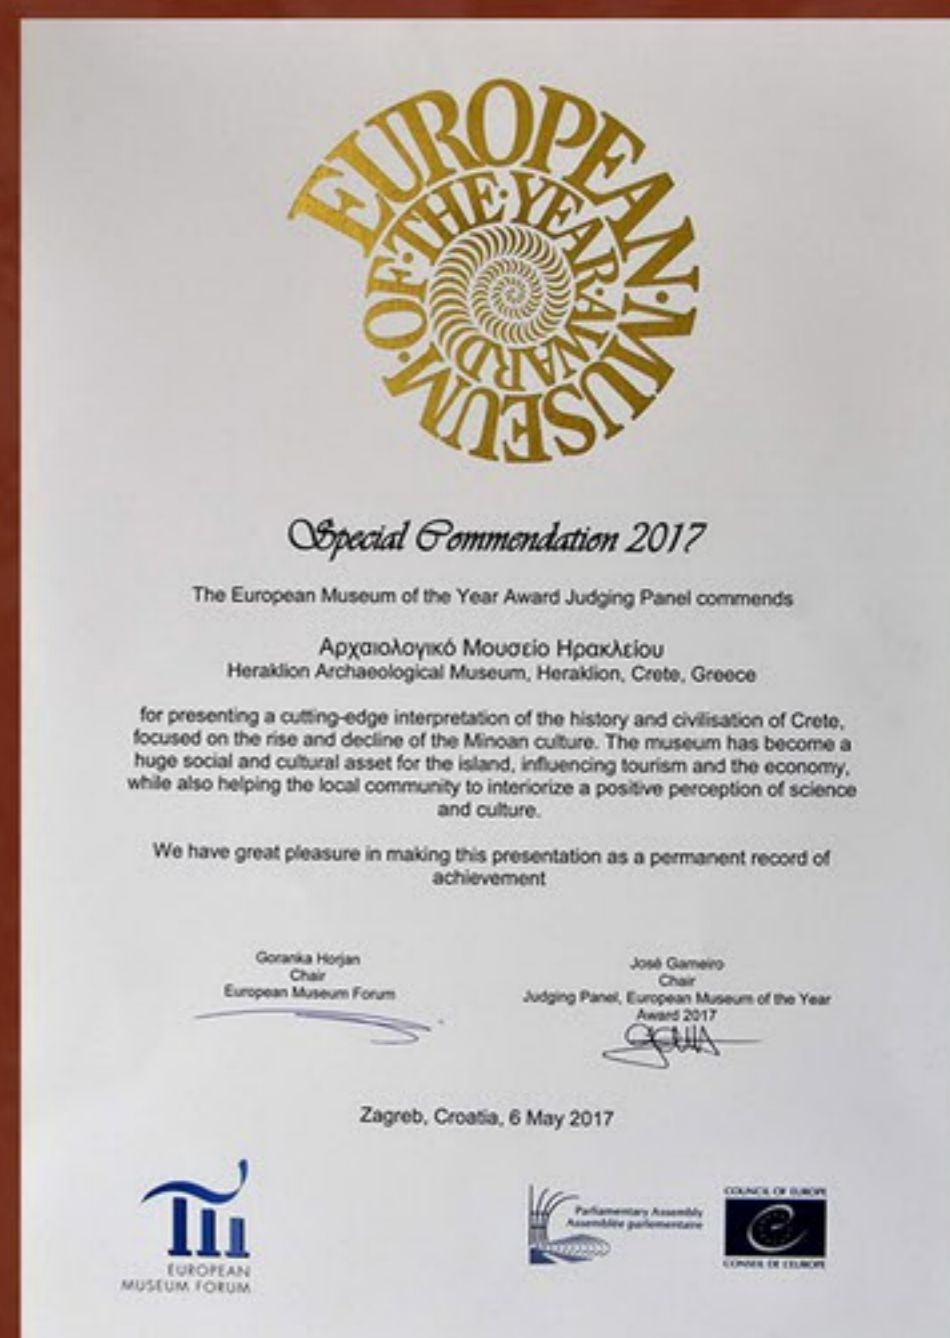 EUROPEAN·MUSEUM·OF·THE·YEAR·AWARD
Special Commendation 2017
The European Museum of the Year Award Judging Panel commends
Αρχαιολογικό Μουσείο Ηρακλείου
Heraklion Archaeological Museum, Heraklion, Crete, Greece
for presenting a cutting-edge interpretation of the history and civilisation of Crete,
focused on the rise and decline of the Minoan culture. The museum has become a
huge social and cultural asset for the island, influencing tourism and the economy,
while also helping the local community to interiorize a positive perception of science
and culture.
We have great pleasure in making this presentation as a permanent record of
achievement
Goranka Horjan
Chair
European Museum Forum
José Gameiro
Chair
Judging Panel, European Museum of the Year
Award 2017
Zagreb, Croatia, 6 May 2017
EUROPEAN
MUSEUM FORUM
Parliamentary Assembly
Assemblée parlementaire
COUNCIL OF EUROPE
CONSEIL DE L'EUROPE